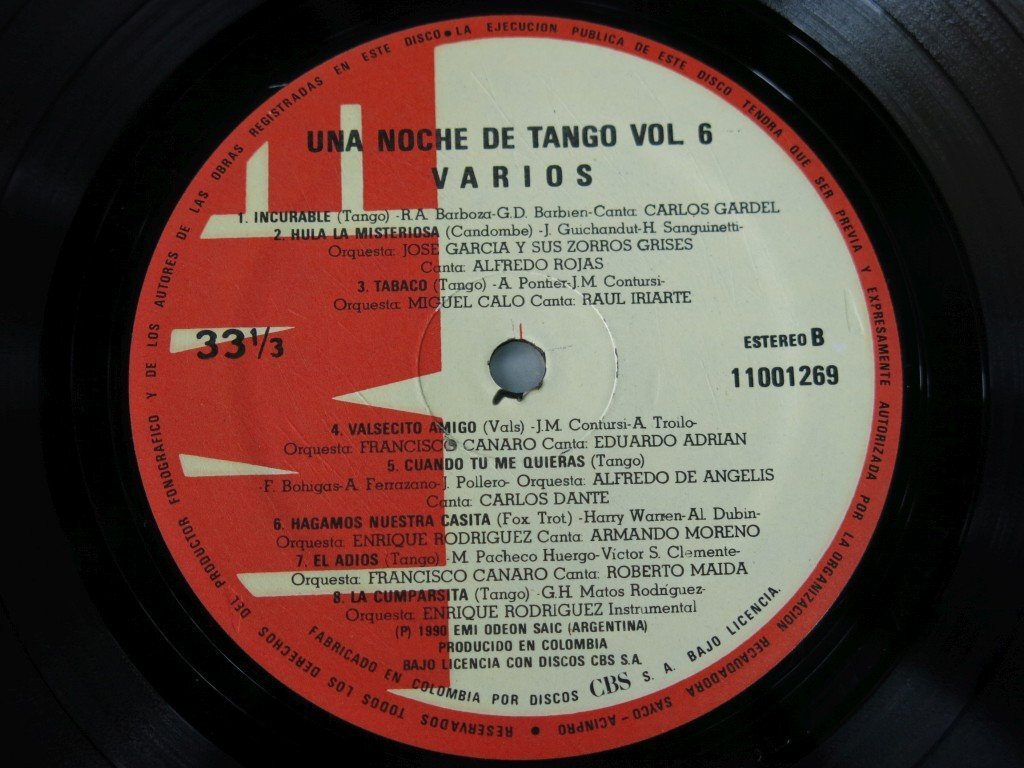 UNA NOCHE DE TANGO VOL 6
VARIOS
1. INCURABLE (Tango) -R.A. Barboza-G.D. Barbien-Canta: CARLOS GARDEL
2. HULA LA MISTERIOSA (Candombe) -J. Guichandut-H. Sanguinetti-
Orquesta: JOSE GARCIA Y SUS ZORROS GRISES
Canta: ALFREDO ROJAS
3. TABACO (Tango) -A. Pontier-J.M. Contursi-
Orquesta: MIGUEL CALO Canta: RAUL IRIARTE
33⅓
ESTEREO B
11001269
4. VALSECITO AMIGO (Vals) -J.M. Contursi-A. Troilo-
Orquesta: FRANCISCO CANARO Canta: EDUARDO ADRIAN
5. CUANDO TU ME QUIERAS (Tango)
-F. Bohigas-A. Ferrazano-J. Pollero- Orquesta: ALFREDO DE ANGELIS
Canta: CARLOS DANTE
6. HAGAMOS NUESTRA CASITA (Fox Trot.) -Harry Warren-Al. Dubin-
Orquesta: ENRIQUE RODRIGUEZ Canta: ARMANDO MORENO
7. EL ADIOS (Tango) -M. Pacheco Huergo-Víctor S. Clemente-
Orquesta: FRANCISCO CANARO Canta: ROBERTO MAIDA
8. LA CUMPARSITA (Tango) -G.H. Matos Rodríguez-
Orquesta: ENRIQUE RODRIGUEZ Instrumental
(P) 1990 EMI ODEON SAIC (ARGENTINA)
PRODUCIDO EN COLOMBIA
BAJO LICENCIA CON DISCOS CBS S.A.
FABRICADO EN COLOMBIA POR DISCOS CBS S. A. BAJO LICENCIA.
RESERVADOS TODOS LOS DERECHOS DEL PRODUCTOR FONOGRAFICO Y DE LOS AUTORES DE LAS OBRAS REGISTRADAS EN ESTE DISCO • LA EJECUCION PUBLICA DE ESTE DISCO TENDRA QUE SER PREVIA Y EXPRESAMENTE AUTORIZADA POR LA ORGANIZACION RECAUDADORA SAYCO-ACINPRO •